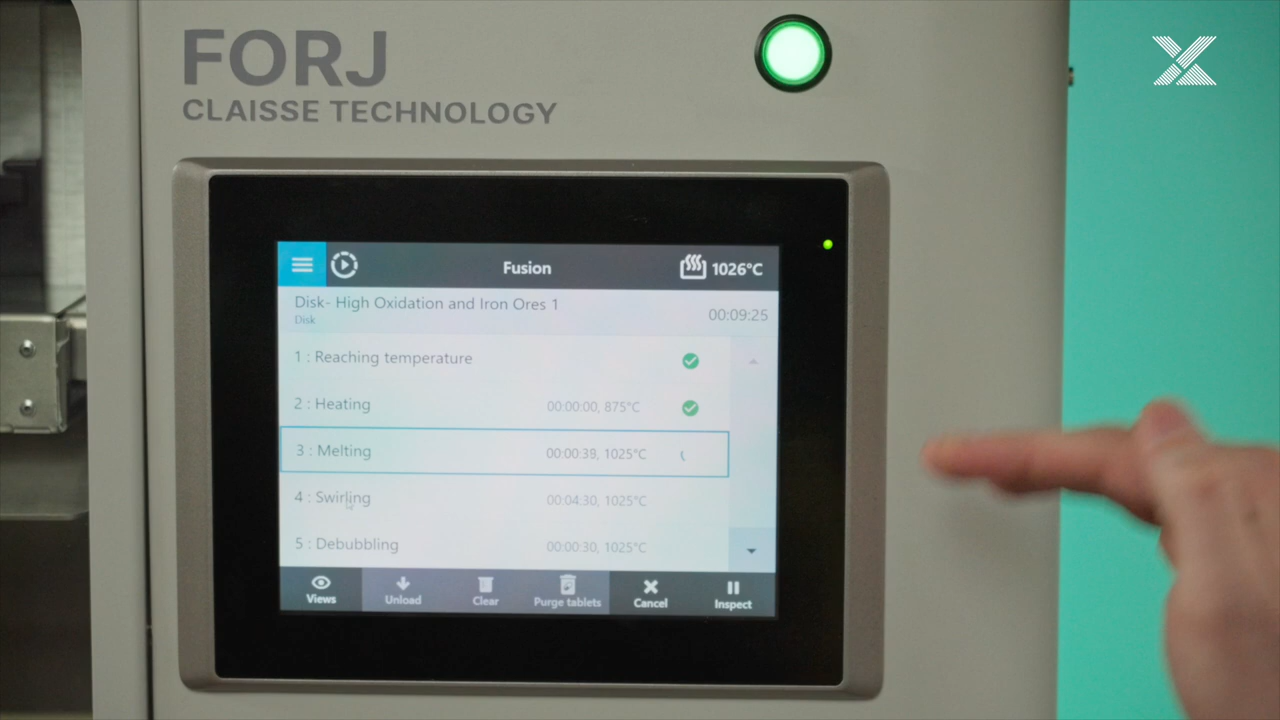 FORJ
CLAISSE TECHNOLOGY
Fusion
1026°C
Disk- High Oxidation and Iron Ores 1
Disk
00:09:25
1 : Reaching temperature
2 : Heating 00:00:00, 875°C
3 : Melting 00:00:39, 1025°C
4 : Swirling 00:04:30, 1025°C
5 : Debubbling 00:00:30, 1025°C
Views Unload Clear Purge tablets Cancel Inspect